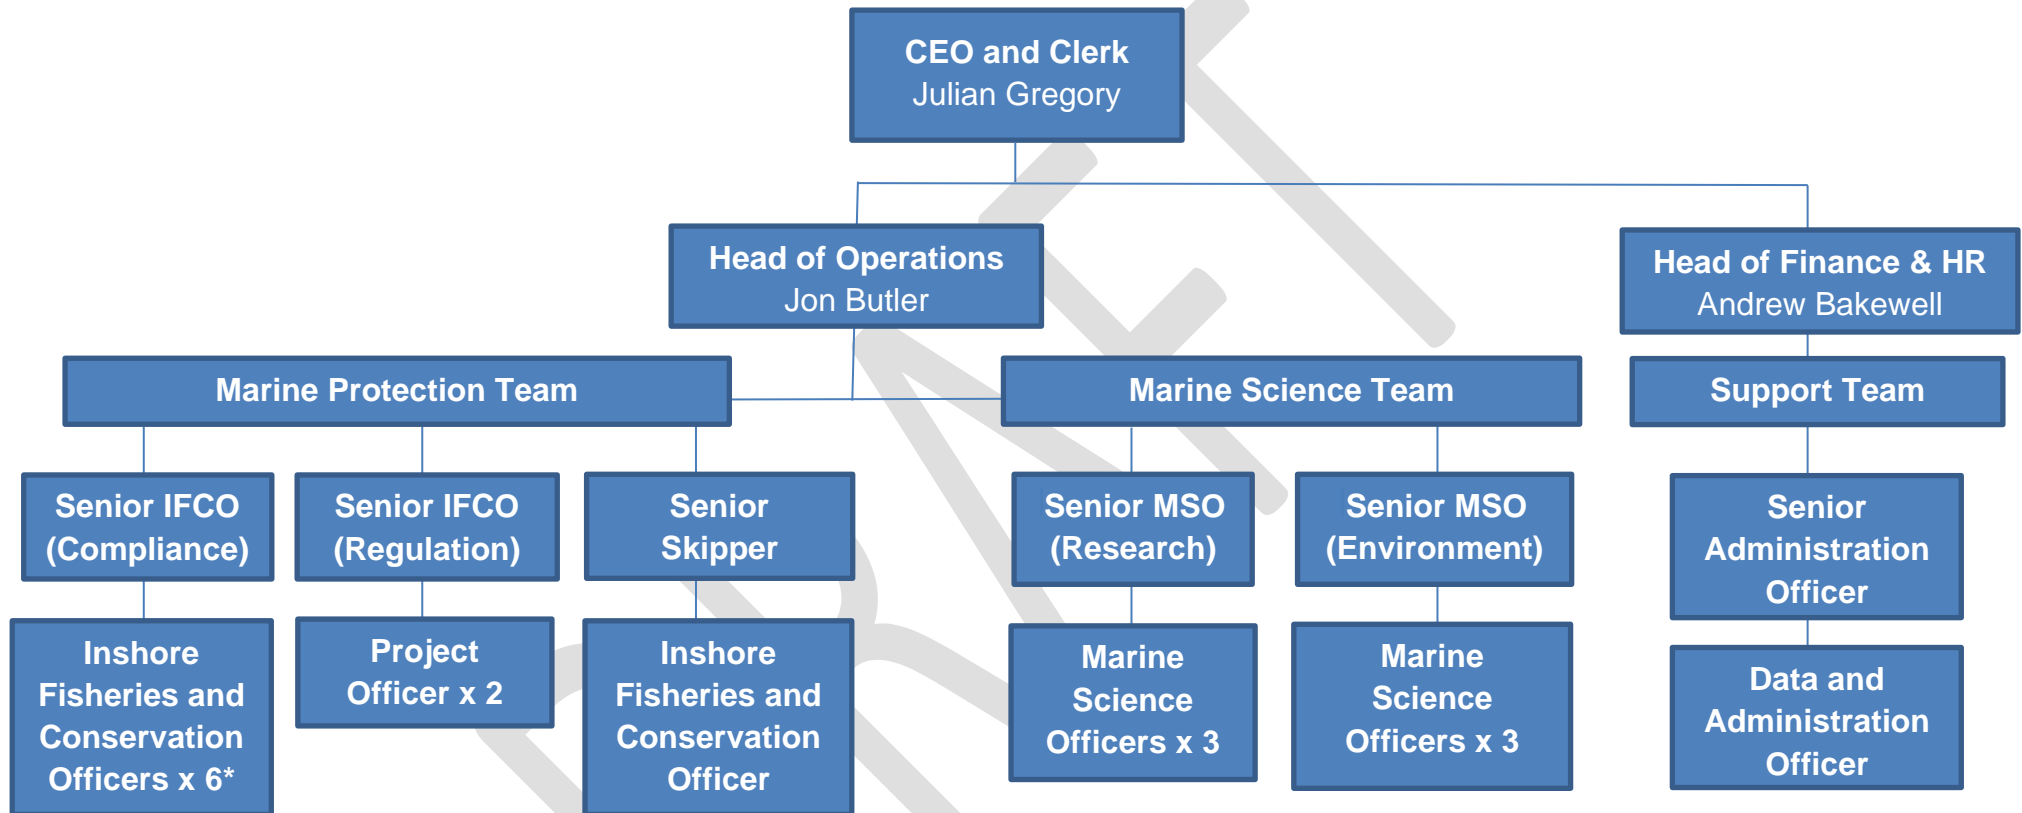 CEO and Clerk
Julian Gregory
Head of Operations
Jon Butler
Head of Finance & HR
Andrew Bakewell
Marine Protection Team
Marine Science Team
Support Team
Senior IFCO
(Compliance)
Senior IFCO
(Regulation)
Senior
Skipper
Senior MSO
(Research)
Senior MSO
(Environment)
Senior
Administration
Officer
Inshore
Fisheries and
Conservation
Officers x 6*
Project
Officer x 2
Inshore
Fisheries and
Conservation
Officer
Marine
Science
Officers x 3
Marine
Science
Officers x 3
Data and
Administration
Officer
DRAFT